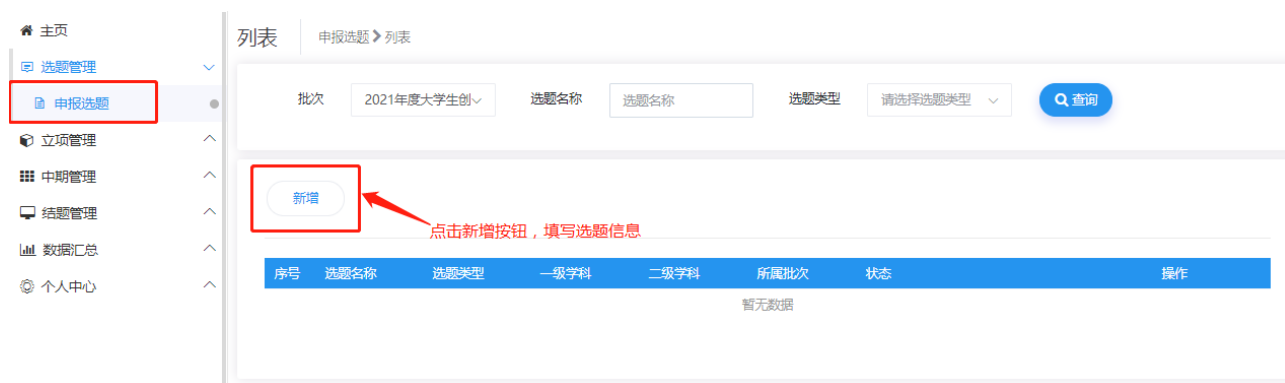 主页
选题管理
申报选题
立项管理
中期管理
结题管理
数据汇总
个人中心
列表 申报选题 列表
批次 2021年度大学生创 选题名称 选题名称 选题类型 请选择选题类型 查询
新增
点击新增按钮，填写选题信息
序号 选题名称 选题类型 一级学科 二级学科 所属批次 状态 操作
暂无数据